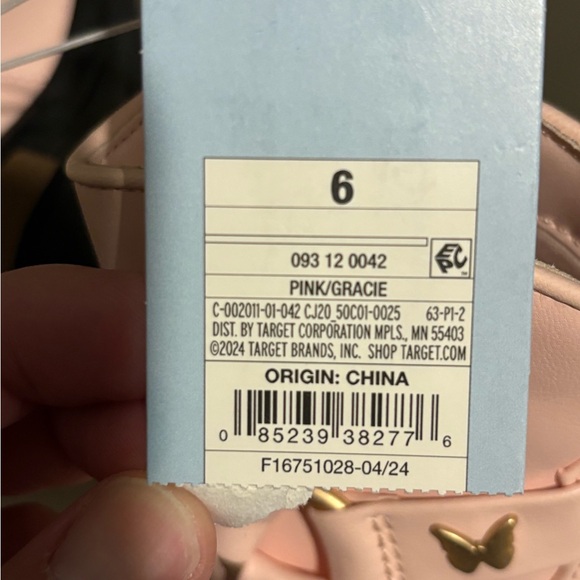 6
093 12 0042
EPC
PINK/GRACIE
C-002011-01-042 CJ20_50C01-0025 63-P1-2
DIST. BY TARGET CORPORATION MPLS., MN 55403
©2024 TARGET BRANDS, INC. SHOP TARGET.COM
ORIGIN: CHINA
0 85239 38277 6
F16751028-04/24